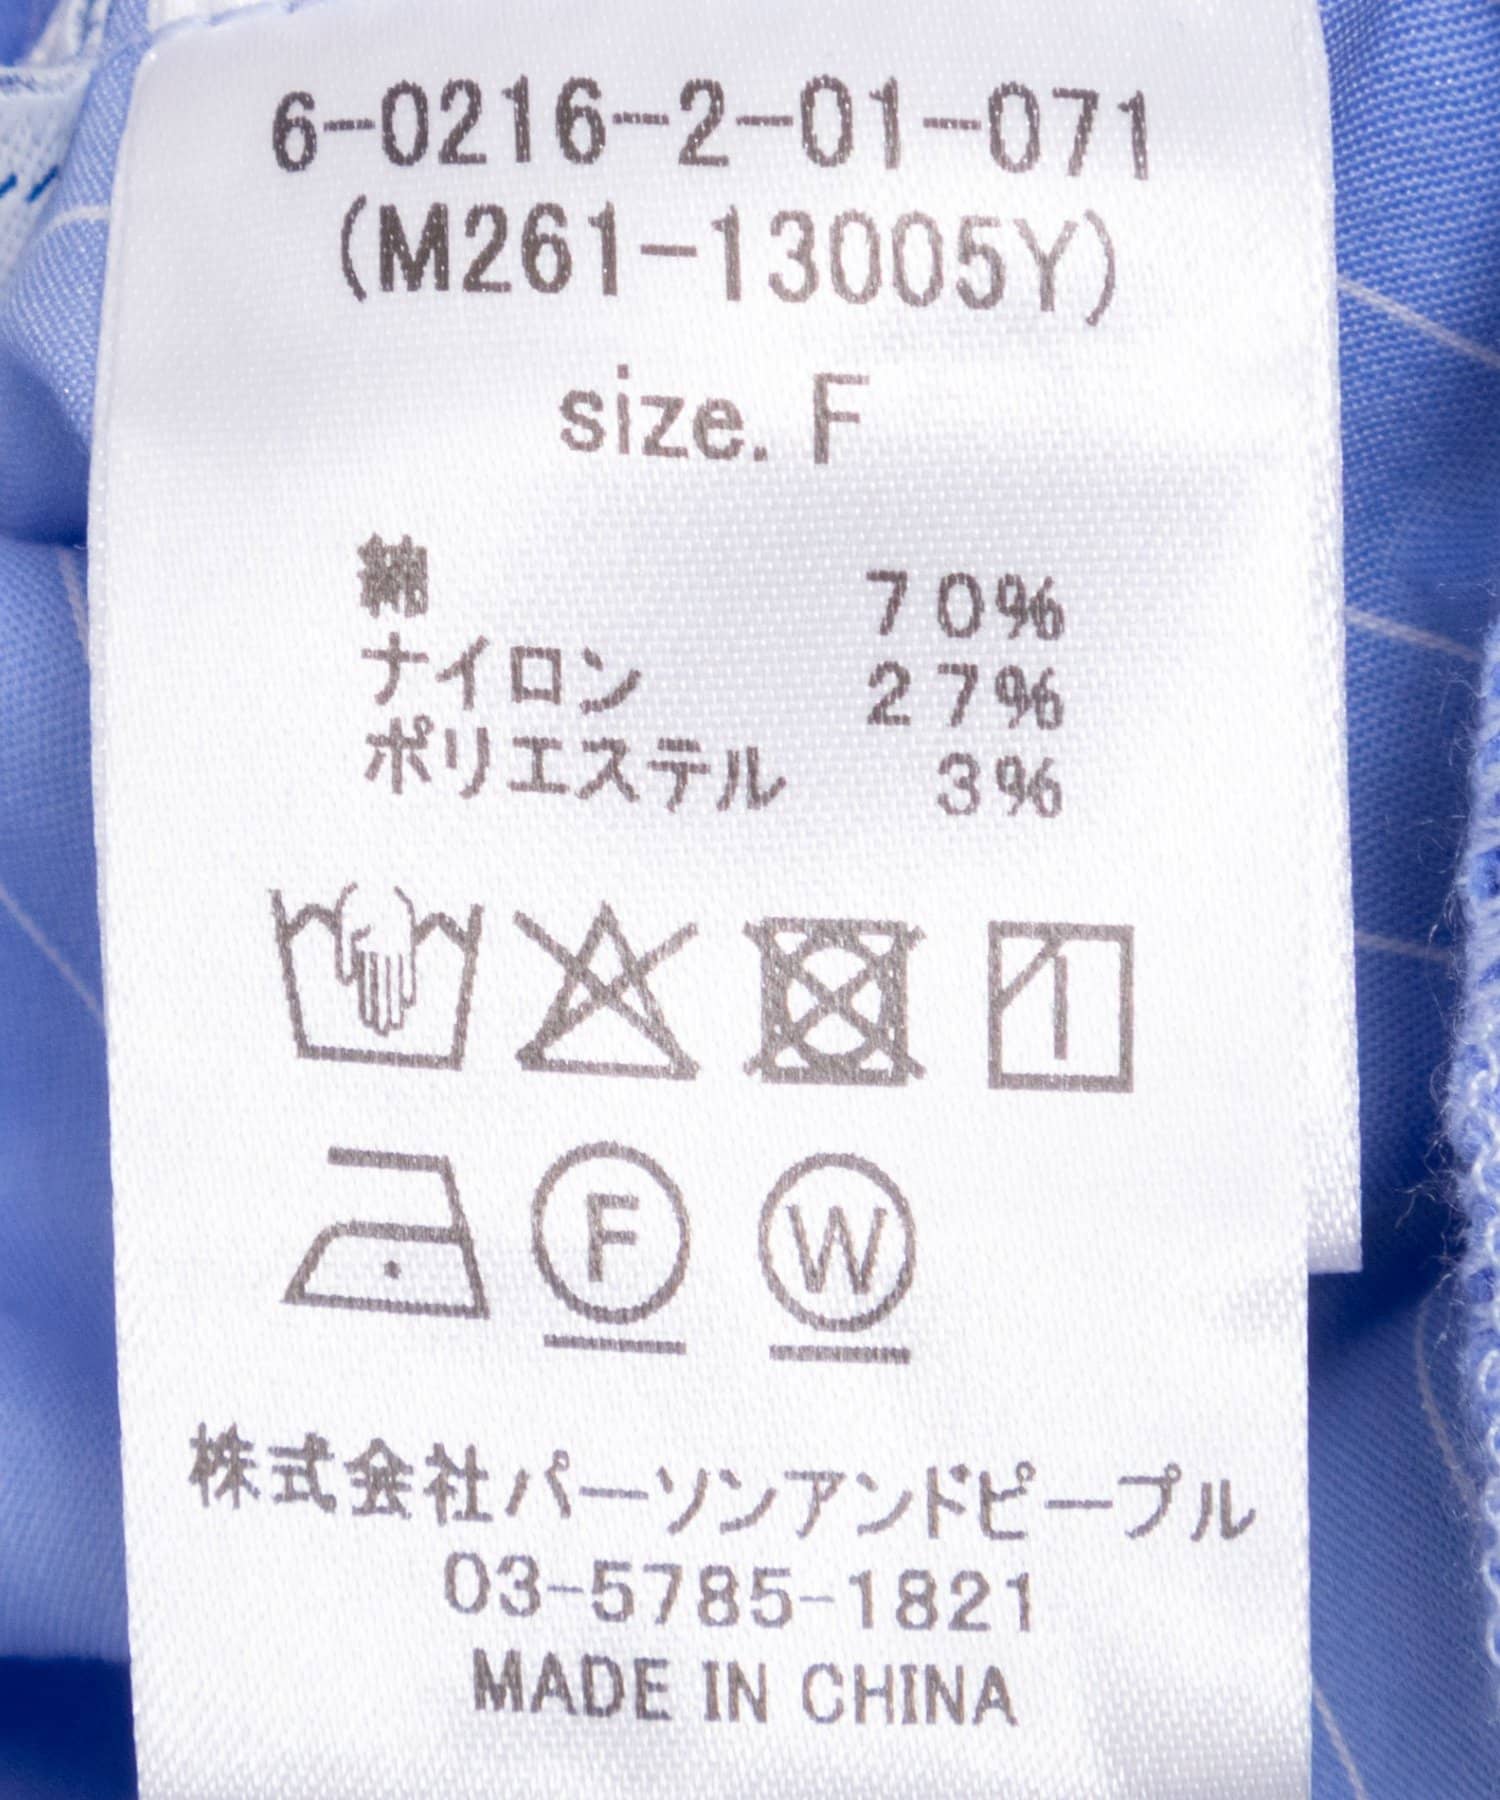 6-0216-2-01-071
(M261-13005Y)
size. F
綿 70%
ナイロン 27%
ポリエステル 3%
F W
株式会社パーソンアンドピープル
03-5785-1821
MADE IN CHINA